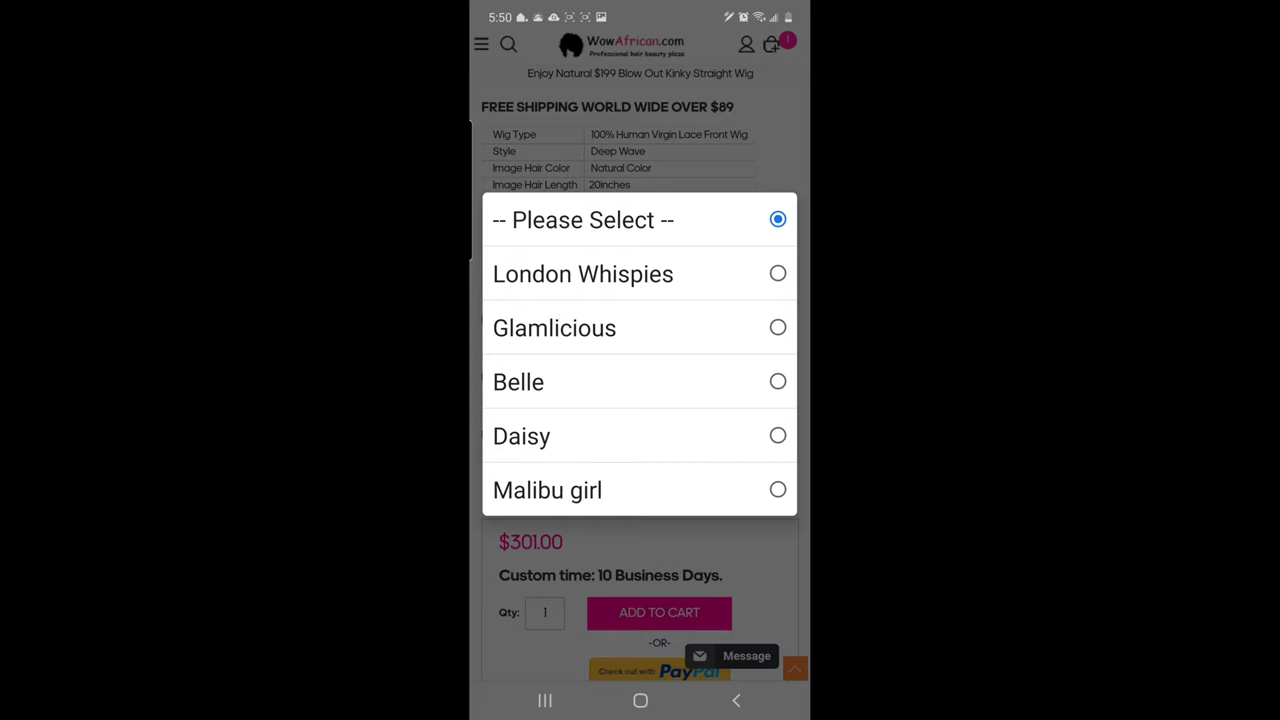 5:50
WowAfrican.com
Professional hair beauty plaza
1
Enjoy Natural $199 Blow Out Kinky Straight Wig
FREE SHIPPING WORLD WIDE OVER $89
Wig Type 100% Human Virgin Lace Front Wig
Style Deep Wave
Image Hair Color Natural Color
Image Hair Length 20inches
-- Please Select --
London Whispies
Glamlicious
Belle
Daisy
Malibu girl
$301.00
Custom time: 10 Business Days.
Qty: 1 ADD TO CART
-OR-
Message
Check out with PayPal